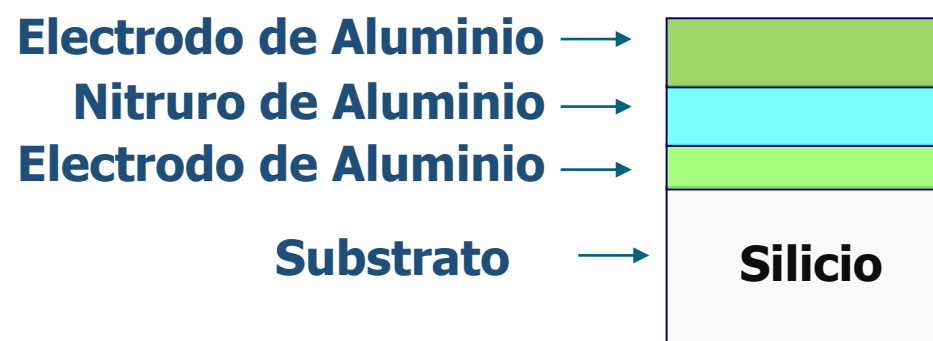 Electrodo de Aluminio
Nitruro de Aluminio
Electrodo de Aluminio
Substrato
Silicio